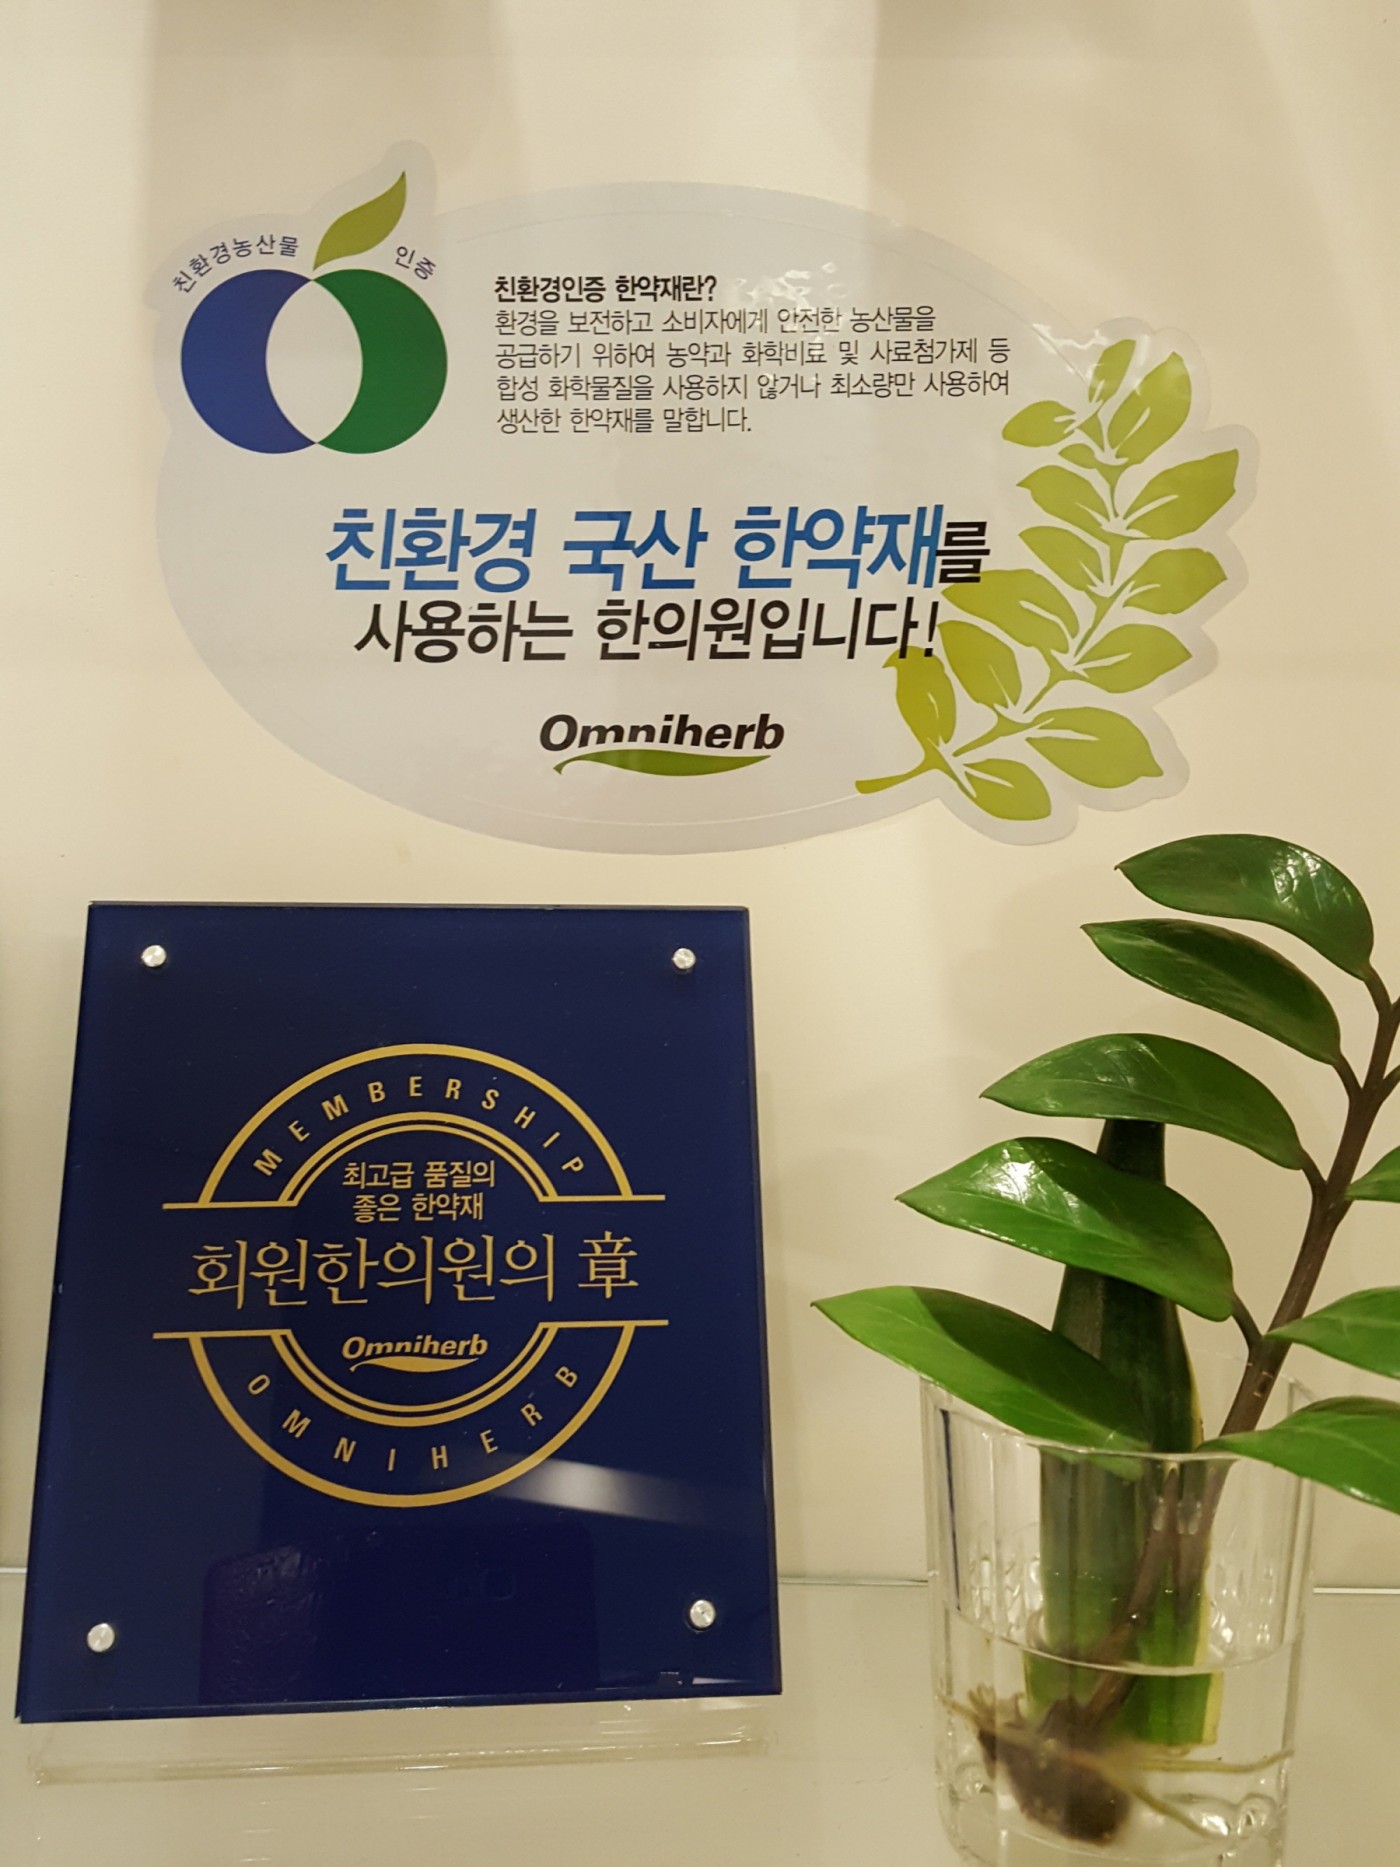 친환경농산물 인증
친환경인증 한약재란?
환경을 보전하고 소비자에게 안전한 농산물을
공급하기 위하여 농약과 화학비료 및 사료첨가제 등
합성 화학물질을 사용하지 않거나 최소량만 사용하여
생산한 한약재를 말합니다.
친환경 국산 한약재를
사용하는 한의원입니다!
Omniherb
MEMBERSHIP
최고급 품질의
좋은 한약재
회원한의원의 章
Omniherb
OMNIHERB